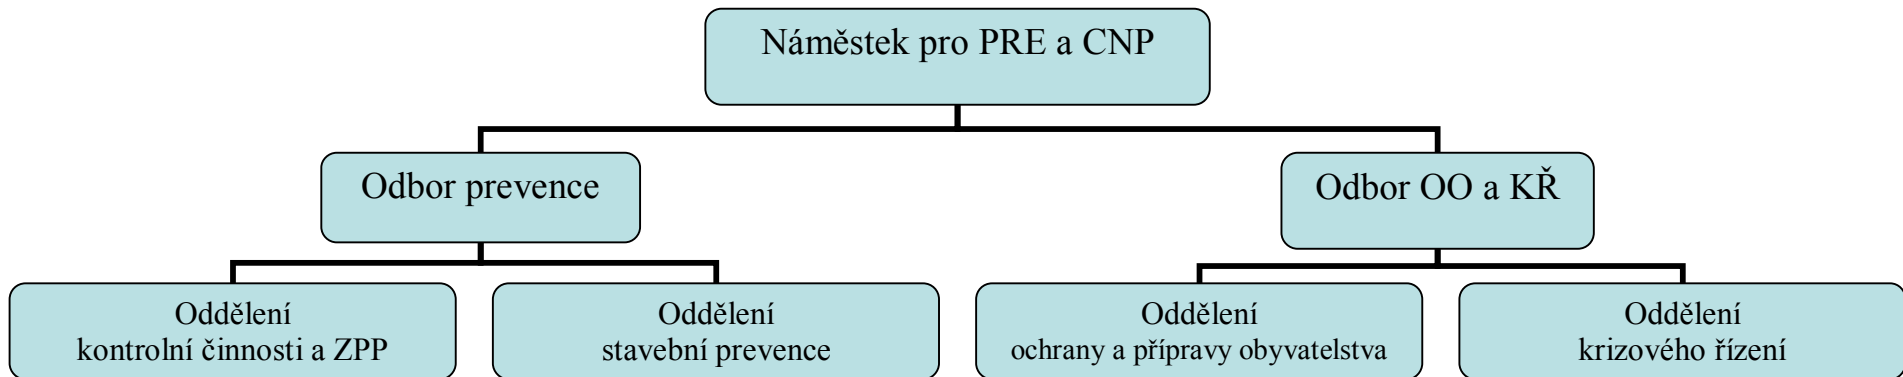 Náměstek pro PRE a CNP
Odbor prevence
Odbor OO a KŘ
Oddělení
kontrolní činnosti a ZPP
Oddělení
stavební prevence
Oddělení
ochrany a přípravy obyvatelstva
Oddělení
krizového řízení